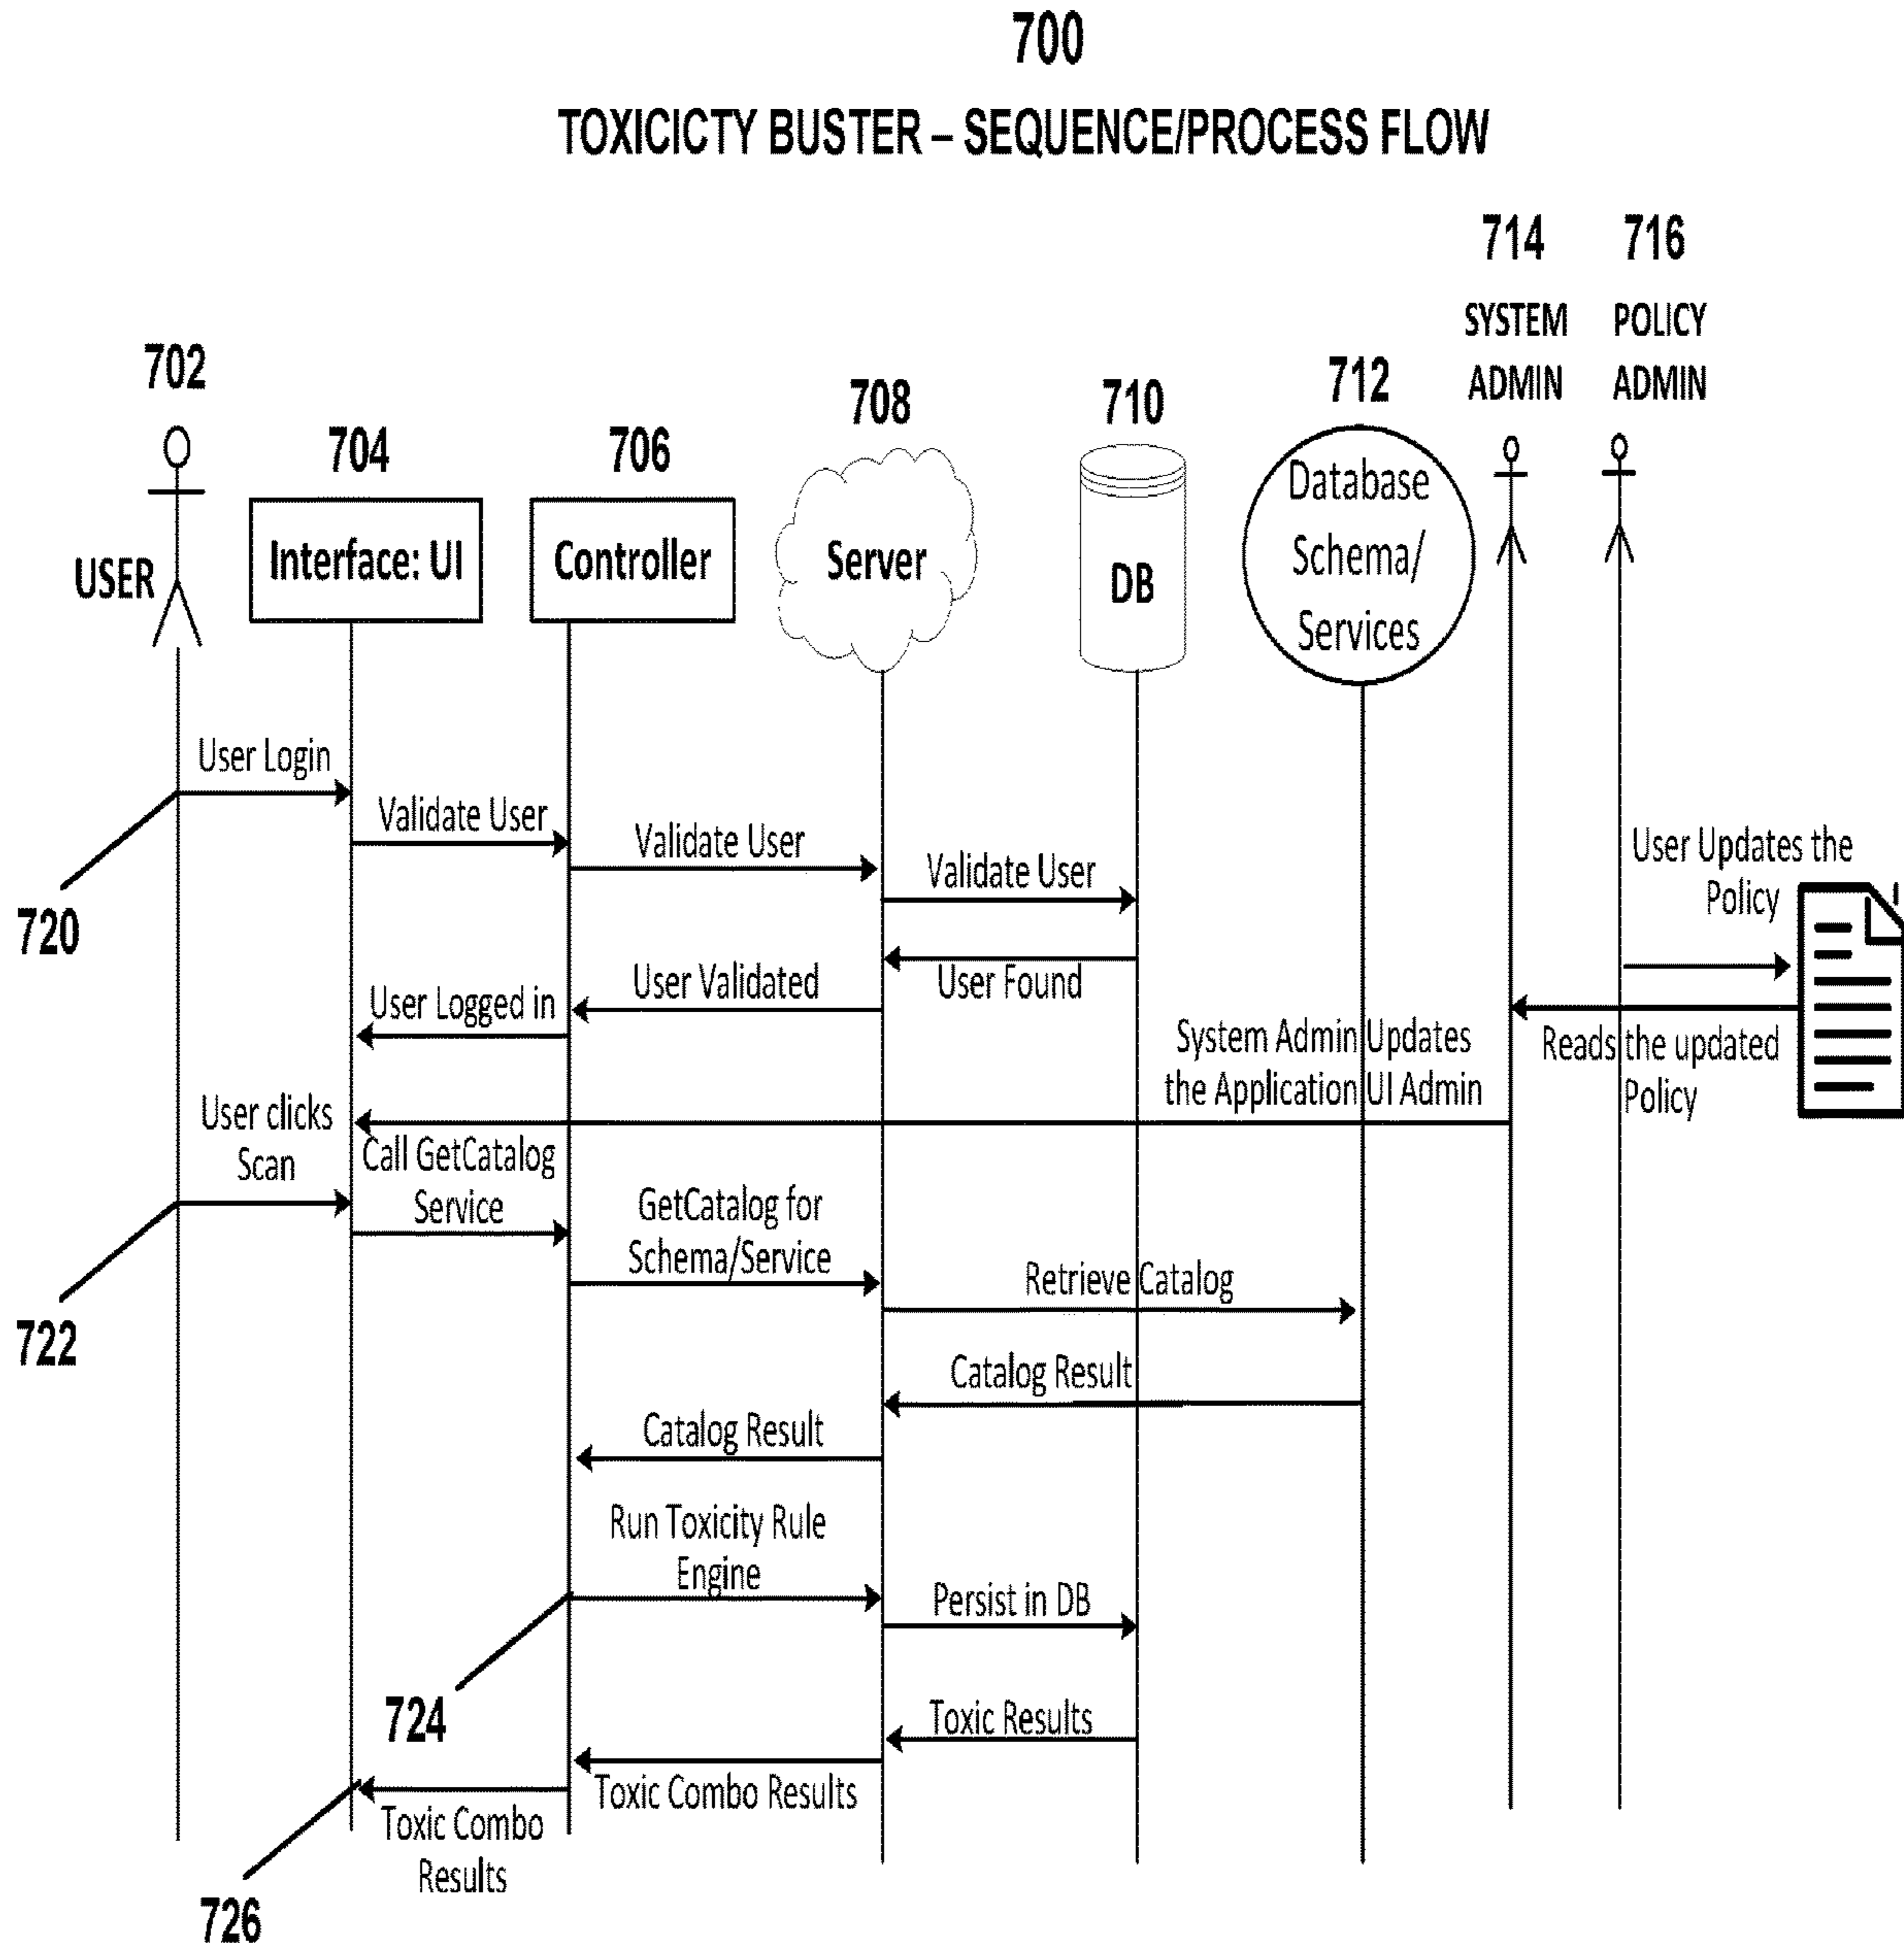 700
TOXICICTY BUSTER – SEQUENCE/PROCESS FLOW
714
716
SYSTEM
ADMIN
POLICY
ADMIN
702
704
706
708
710
712
USER
Interface: UI
Controller
Server
DB
Database
Schema/
Services
User Login
Validate User
Validate User
Validate User
720
User Updates the
Policy
User Found
User Validated
User Logged in
Reads the updated
Policy
System Admin Updates
the Application UI Admin
User clicks
Scan
Call GetCatalog
Service
GetCatalog for
Schema/Service
Retrieve Catalog
722
Catalog Result
Catalog Result
Run Toxicity Rule
Engine
Persist in DB
724
Toxic Results
Toxic Combo Results
Toxic Combo
Results
726